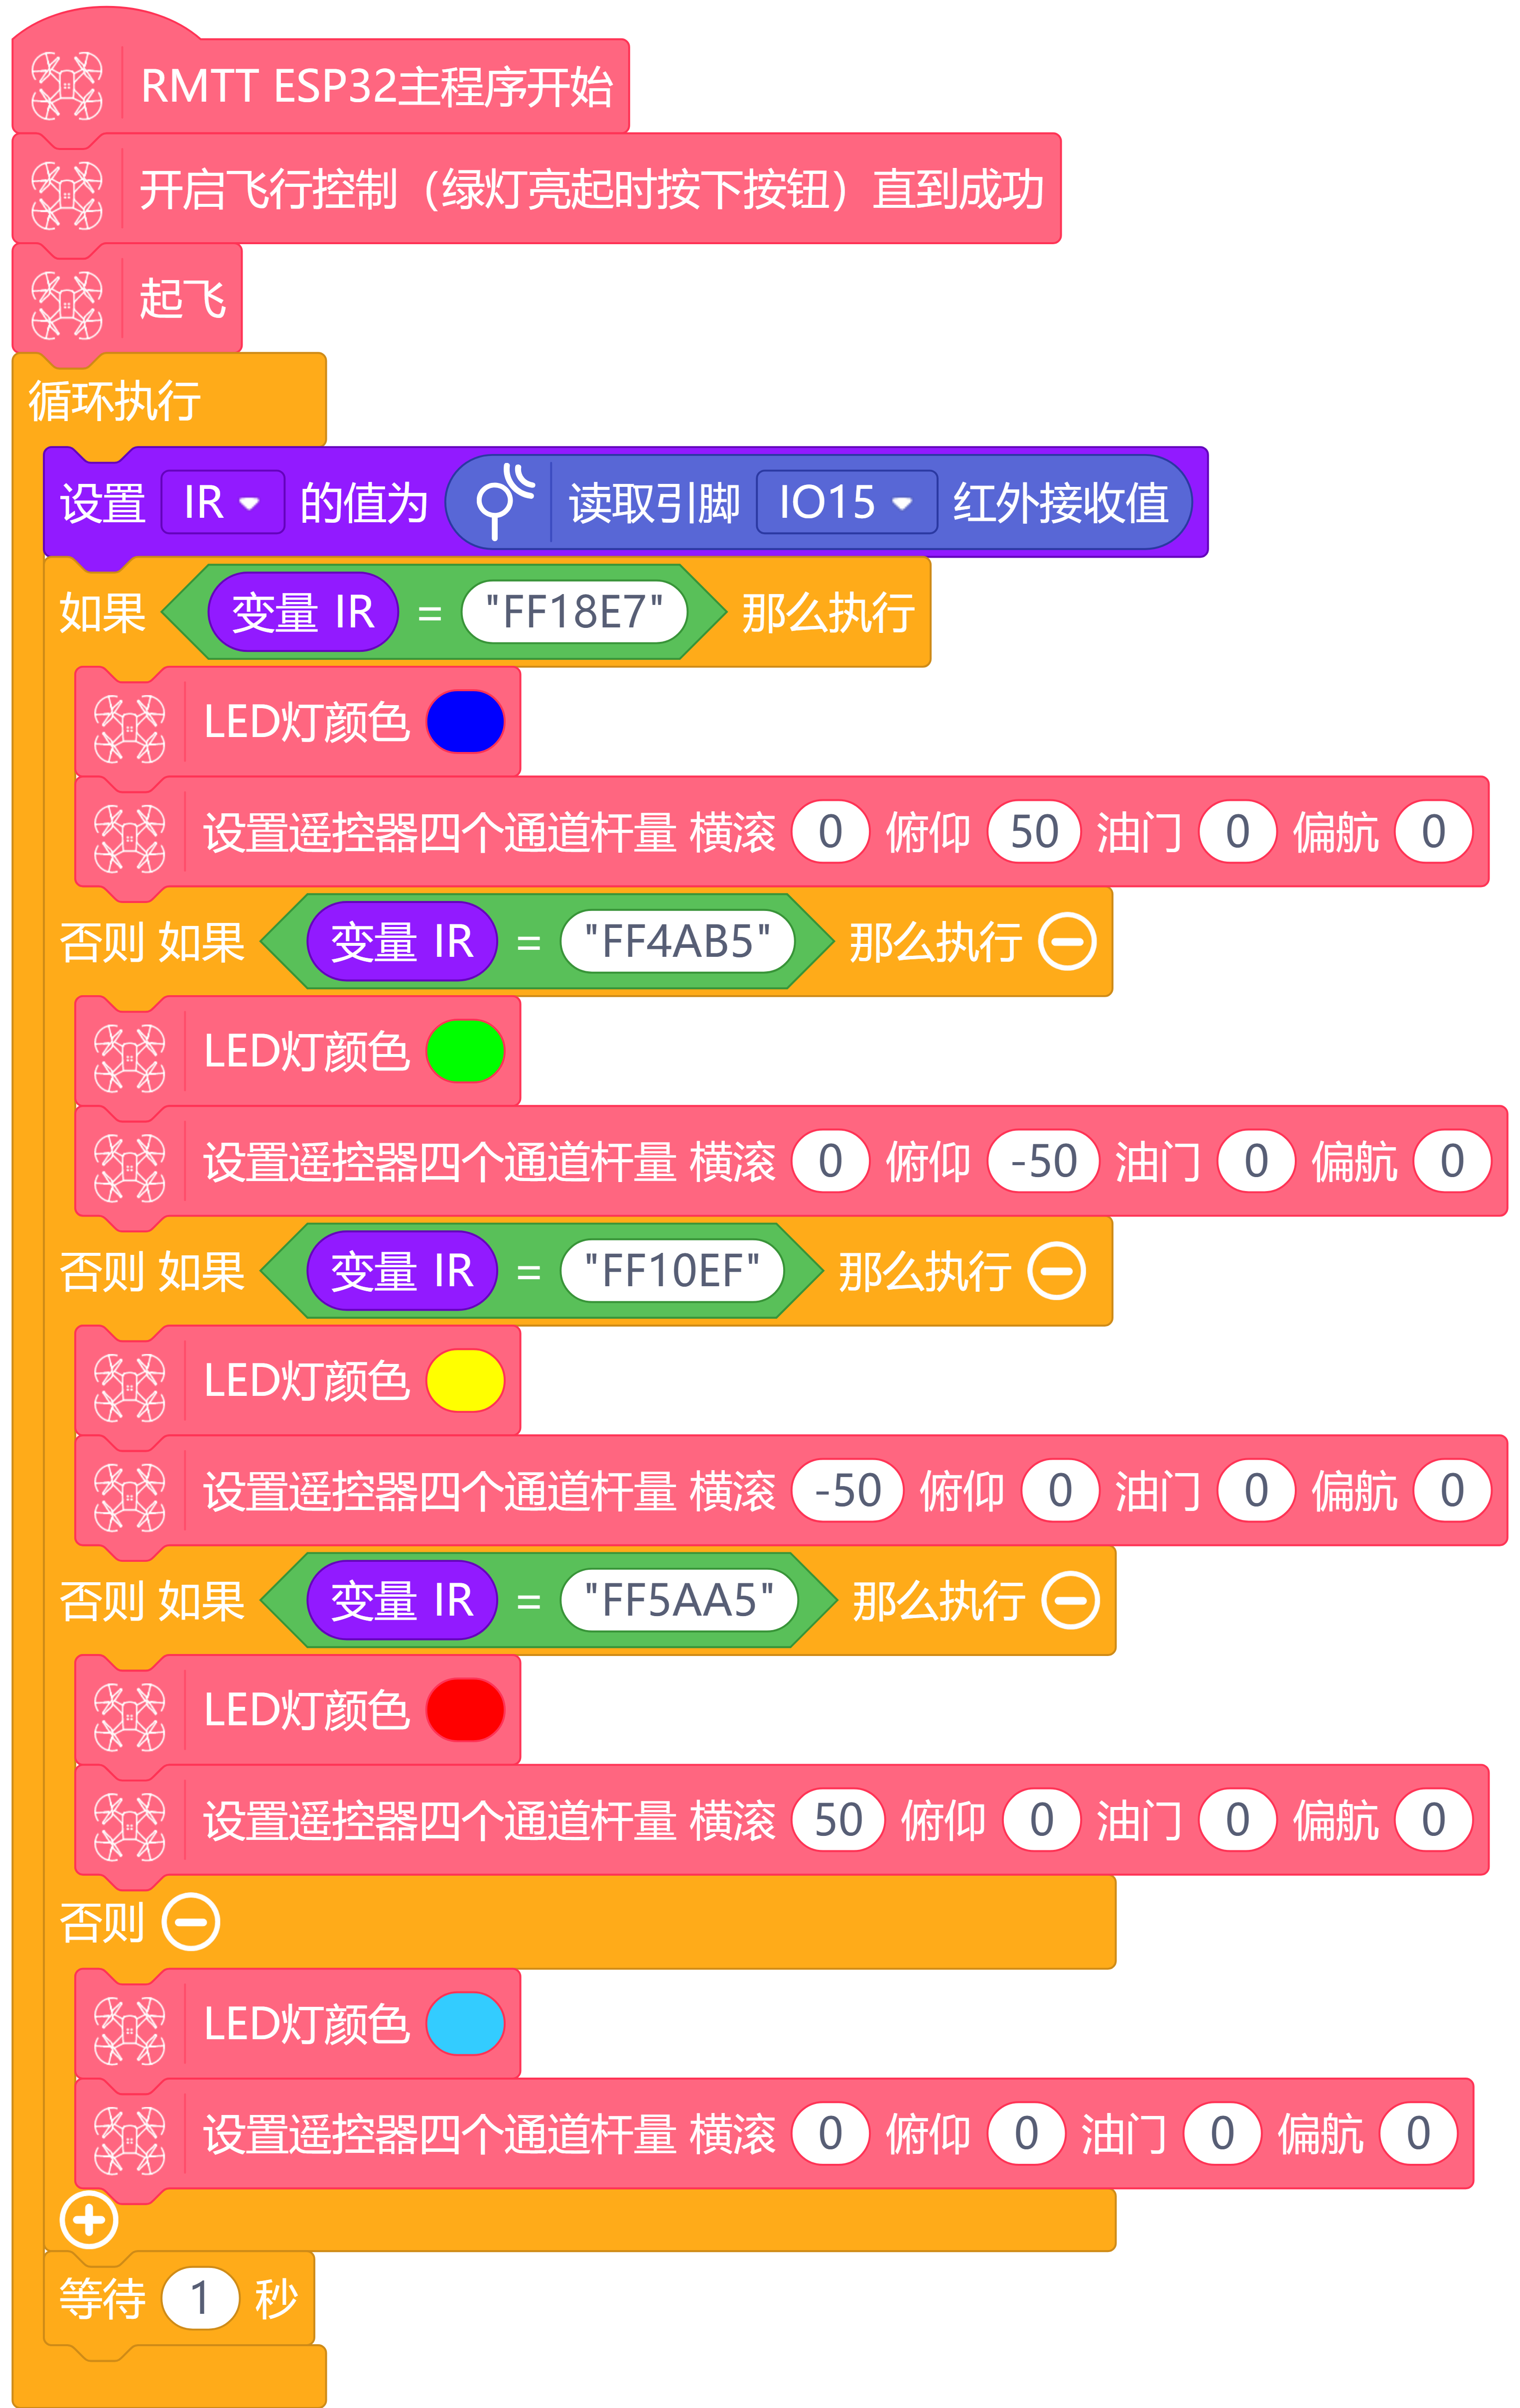 RMTT ESP32主程序开始
开启飞行控制（绿灯亮起时按下按钮）直到成功
起飞
循环执行
设置 IR 的值为 读取引脚 IO15 红外接收值
如果 变量 IR = "FF18E7" 那么执行
LED灯颜色
设置遥控器四个通道杆量 横滚 0 俯仰 50 油门 0 偏航 0
否则 如果 变量 IR = "FF4AB5" 那么执行
LED灯颜色
设置遥控器四个通道杆量 横滚 0 俯仰 -50 油门 0 偏航 0
否则 如果 变量 IR = "FF10EF" 那么执行
LED灯颜色
设置遥控器四个通道杆量 横滚 -50 俯仰 0 油门 0 偏航 0
否则 如果 变量 IR = "FF5AA5" 那么执行
LED灯颜色
设置遥控器四个通道杆量 横滚 50 俯仰 0 油门 0 偏航 0
否则
LED灯颜色
设置遥控器四个通道杆量 横滚 0 俯仰 0 油门 0 偏航 0
等待 1 秒